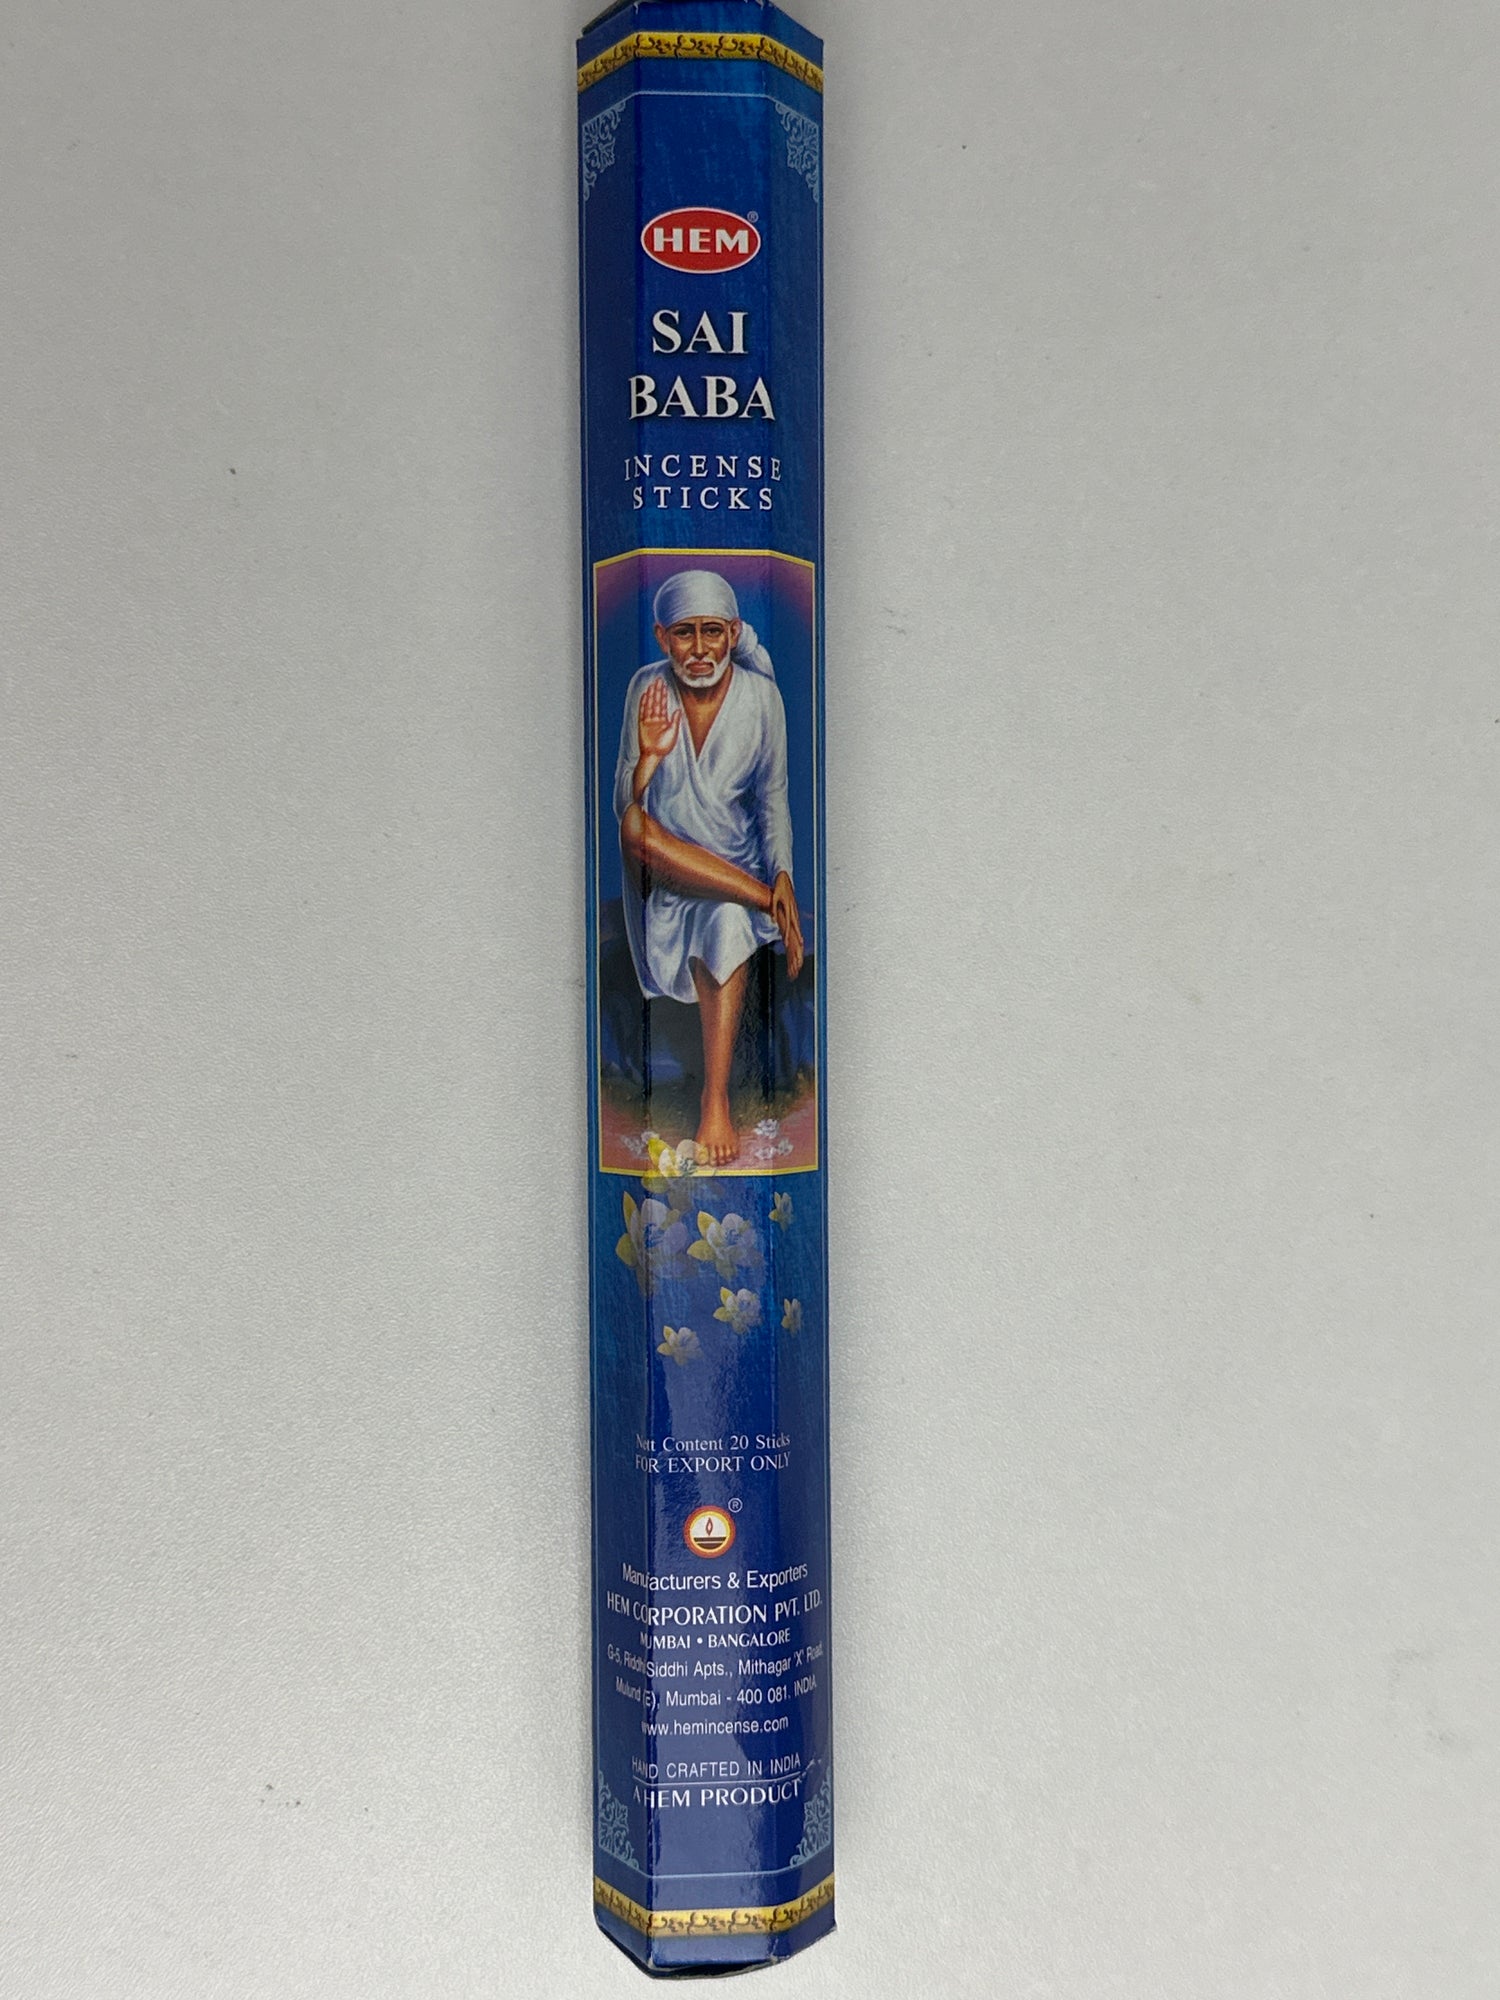 HEM®
SAI
BABA
INCENSE
STICKS
Nett Content 20 Sticks
FOR EXPORT ONLY
®
Manufacturers & Exporters
HEM CORPORATION PVT. LTD.
MUMBAI • BANGALORE
G-5, Riddhi Siddhi Apts., Mithagar 'X' Road,
Mulund (E), Mumbai - 400 081. INDIA
www.hemincense.com
HAND CRAFTED IN INDIA
A HEM PRODUCT